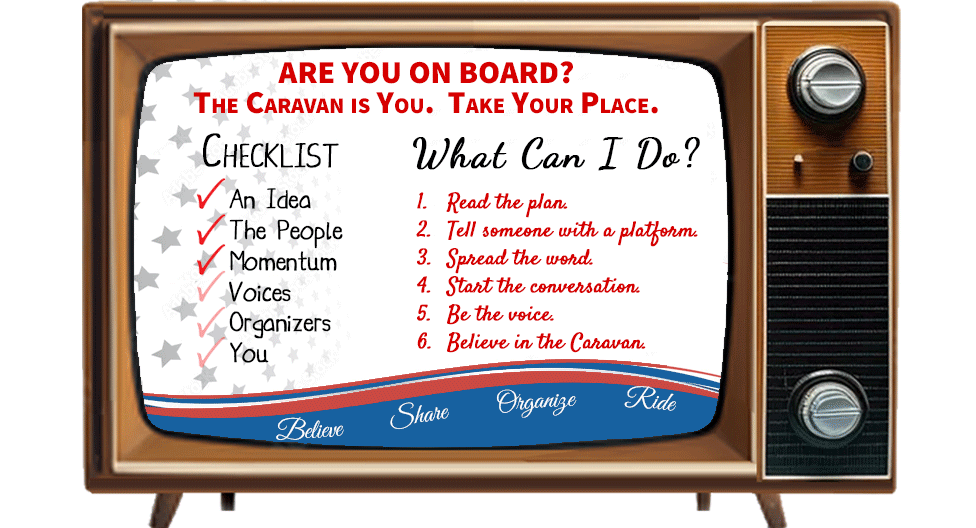 ARE YOU ON BOARD?
THE CARAVAN IS YOU. TAKE YOUR PLACE.
CHECKLIST
An Idea
The People
Momentum
Voices
Organizers
You
What Can I Do?
1. Read the plan.
2. Tell someone with a platform.
3. Spread the word.
4. Start the conversation.
5. Be the voice.
6. Believe in the Caravan.
Believe Share Organize Ride